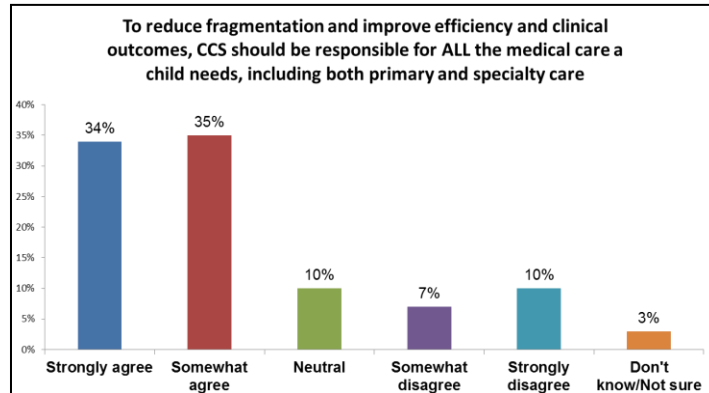 To reduce fragmentation and improve efficiency and clinical
outcomes, CCS should be responsible for ALL the medical care a
child needs, including both primary and specialty care
40%
35%
30%
25%
20%
15%
10%
5%
0%
34%
35%
10%
7%
10%
3%
Strongly agree
Somewhat
agree
Neutral
Somewhat
disagree
Strongly
disagree
Don't
know/Not sure